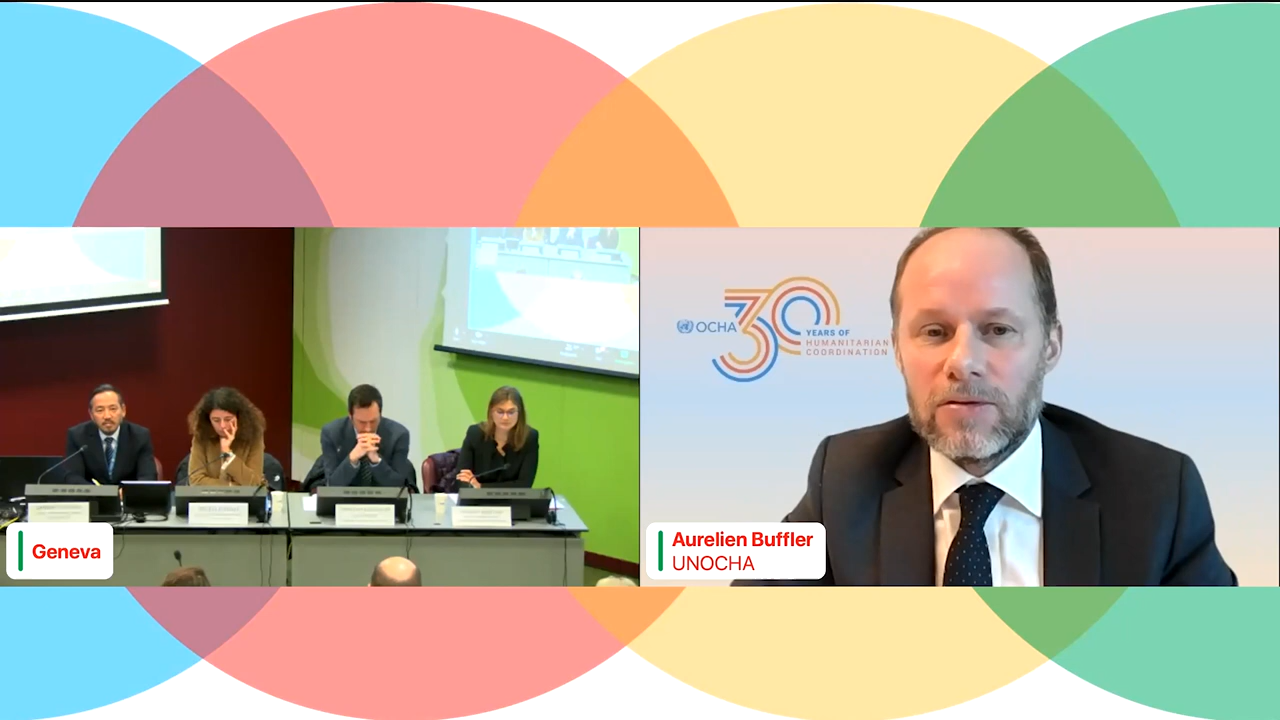 OCHA
30
YEARS OF
HUMANITARIAN
COORDINATION
Geneva
Aurelien Buffler
UNOCHA